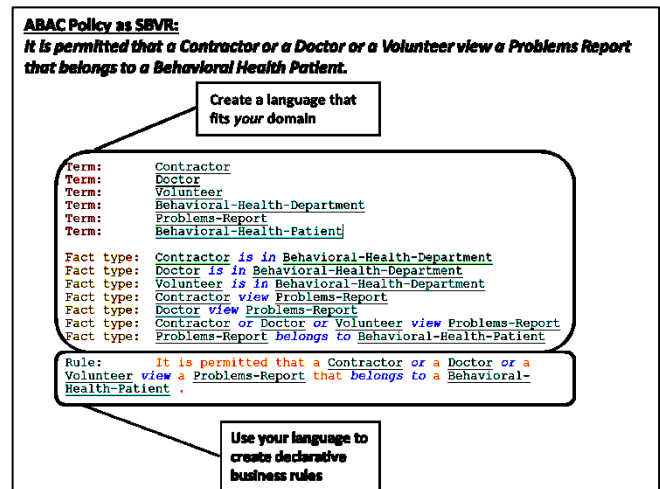 ABAC Policy as SBVR:
It is permitted that a Contractor or a Doctor or a Volunteer view a Problems Report
that belongs to a Behavioral Health Patient.
Create a language that
fits your domain
Term: Contractor
Term: Doctor
Term: Volunteer
Term: Behavioral-Health-Department
Term: Problems-Report
Term: Behavioral-Health-Patient
Fact type: Contractor is in Behavioral-Health-Department
Fact type: Doctor is in Behavioral-Health-Department
Fact type: Volunteer is in Behavioral-Health-Department
Fact type: Contractor view Problems-Report
Fact type: Doctor view Problems-Report
Fact type: Contractor or Doctor or Volunteer view Problems-Report
Fact type: Problems-Report belongs to Behavioral-Health-Patient
Rule: It is permitted that a Contractor or a Doctor or a
Volunteer view a Problems-Report that belongs to a Behavioral-
Health-Patient .
Use your language to
create declarative
business rules